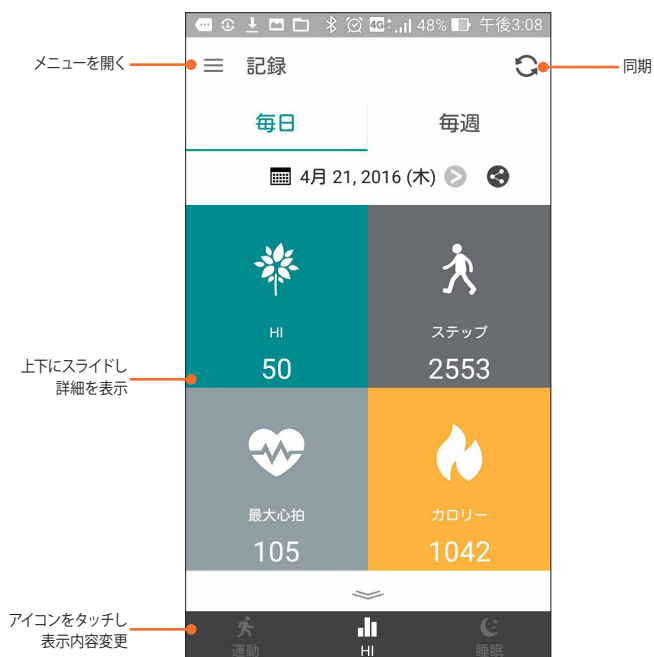 48% 午後3:08
メニューを開く
記録
同期
毎日
毎週
4月 21, 2016 (木)
HI
50
ステップ
2553
上下にスライドし
詳細を表示
最大心拍
105
カロリー
1042
アイコンをタッチし
表示内容変更
運動
HI
睡眠